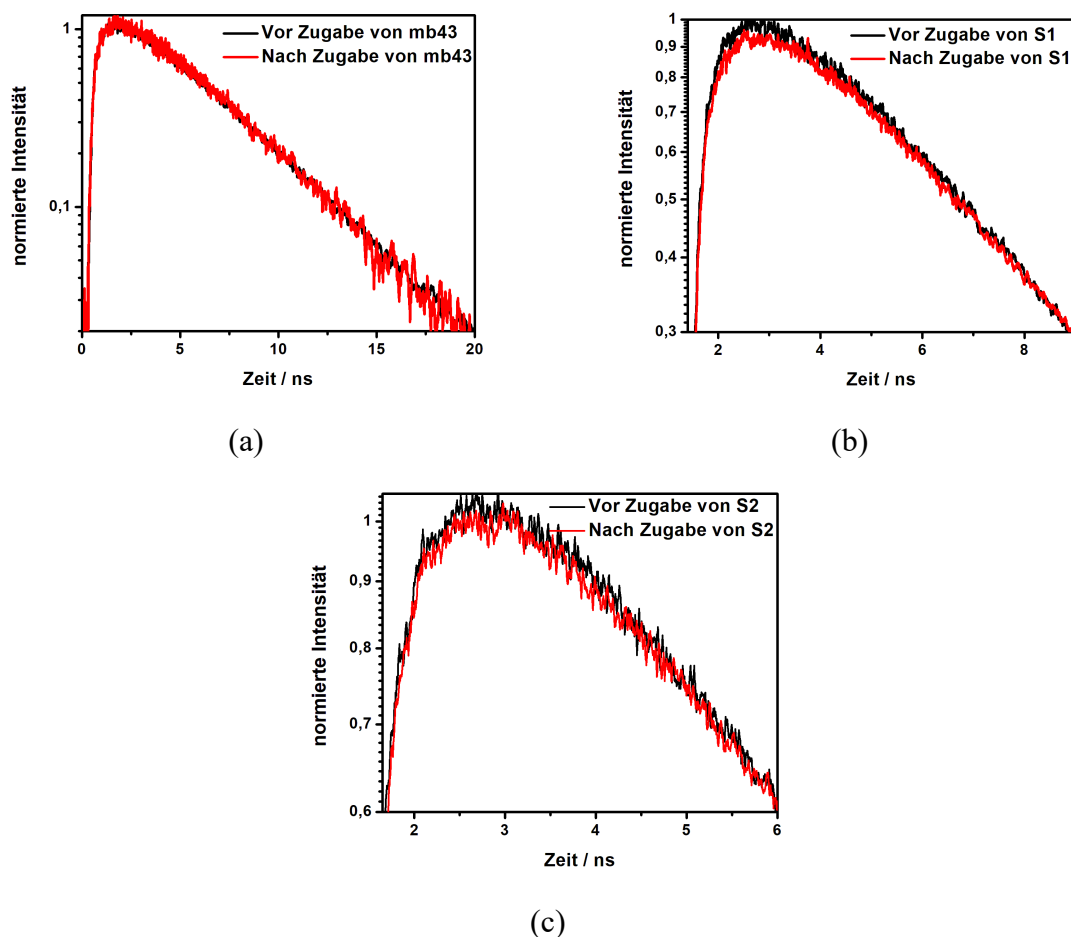 Vor Zugabe von mb43
Nach Zugabe von mb43
1
0,1
normierte Intensität
0 5 10 15 20
Zeit / ns
(a)
Vor Zugabe von S1
Nach Zugabe von S1
1
0,9
0,8
0,7
0,6
0,5
0,4
0,3
normierte Intensität
2 4 6 8
Zeit / ns
(b)
Vor Zugabe von S2
Nach Zugabe von S2
1
0,9
0,8
0,7
0,6
normierte Intensität
2 3 4 5 6
Zeit / ns
(c)